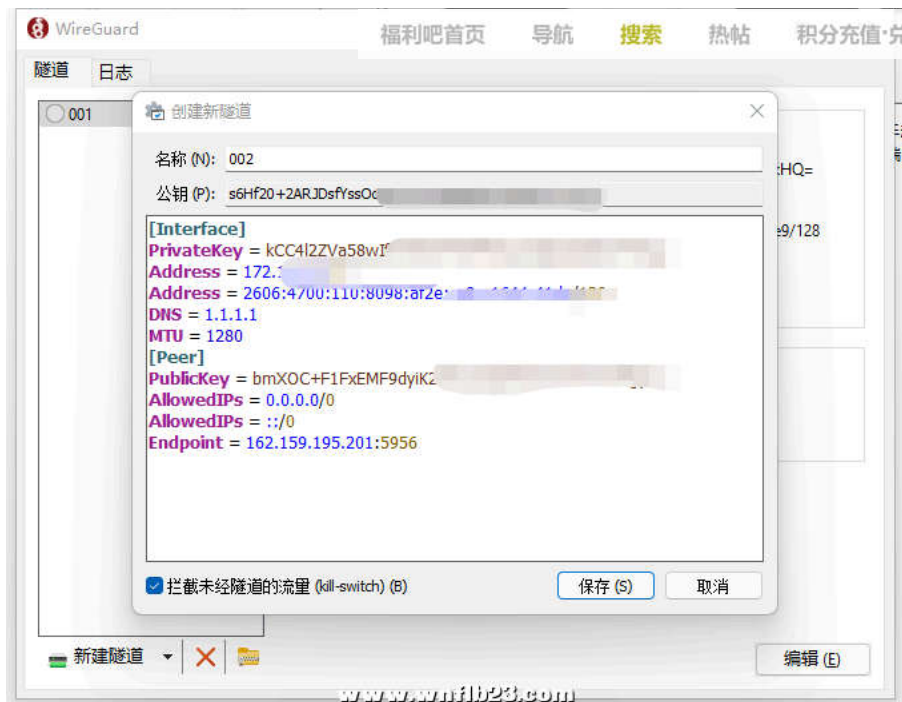 WireGuard
福利吧首页 导航 搜索 热帖 积分充值·兑
隧道 日志
001
创建新隧道
名称(N): 002
公钥(P): s6Hf20+2ARJDsfYssOc
:HQ=
[Interface]
PrivateKey = kCC4l2ZVa58wI
e9/128
Address = 172.
Address = 2606:4700:110:8098:af2e:
DNS = 1.1.1.1
MTU = 1280
[Peer]
PublicKey = bmXOC+F1FxEMF9dyiK2
AllowedIPs = 0.0.0.0/0
AllowedIPs = ::/0
Endpoint = 162.159.195.201:5956
拦截未经隧道的流量 (kill-switch) (B)
保存(S) 取消
新建隧道
编辑(E)
www.wnflb23.com